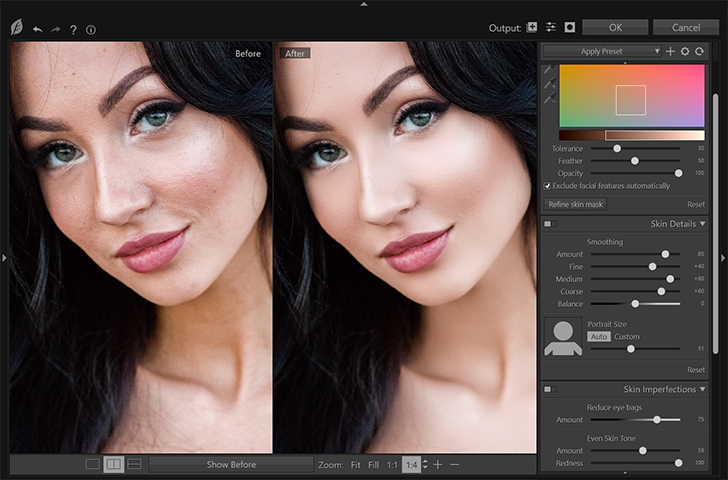 Output: OK Cancel
Before After
Apply Preset
Tolerance 30
Feather 50
Opacity 100
Exclude facial features automatically
Refine skin mask Reset
Skin Details
Smoothing
Amount 85
Fine +40
Medium +80
Coarse +60
Balance 0
Portrait Size
Auto Custom
51
Reset
Skin Imperfections
Reduce eye bags
Amount 75
Even Skin Tone
Amount 59
Redness 100
Show Before Zoom: Fit Fill 1:1 1:4